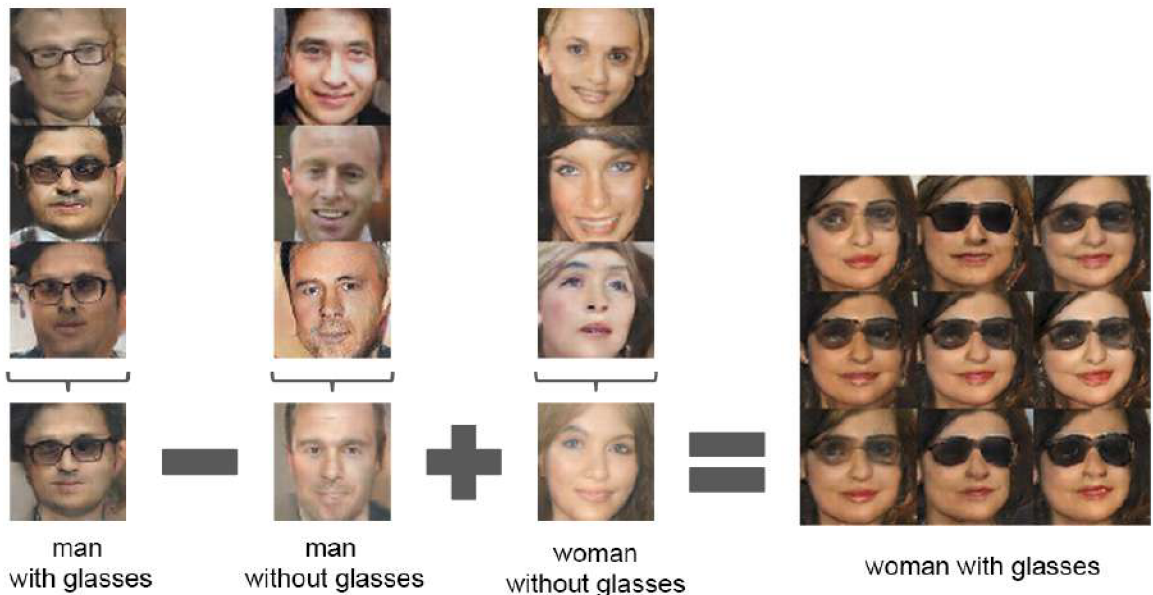 man
with glasses
man
without glasses
woman
without glasses
woman with glasses